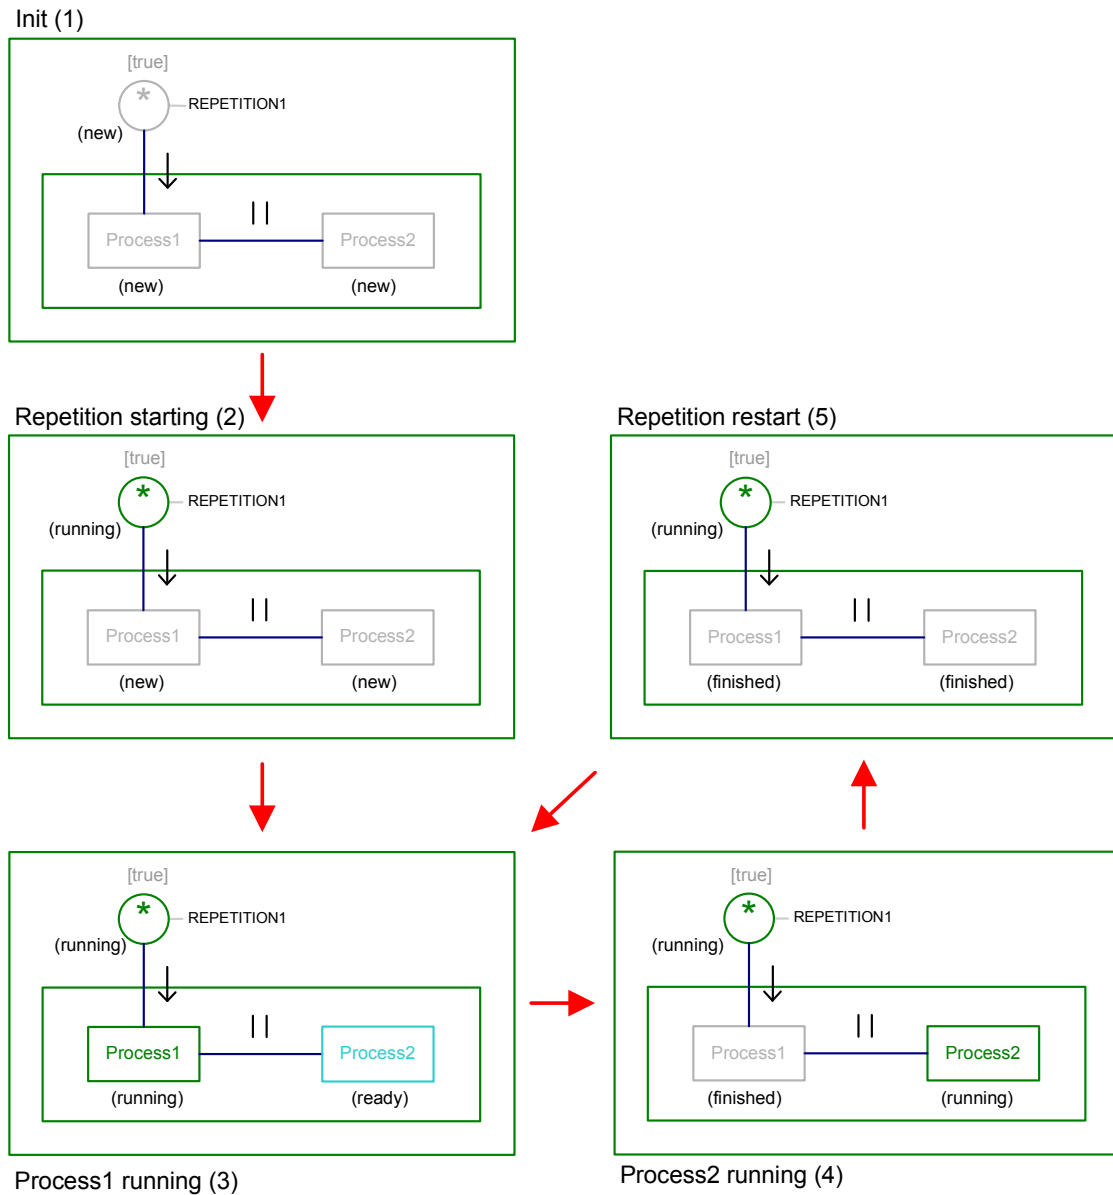 Init (1)
[true]
*
REPETITION1
(new)
||
Process1 Process2
(new) (new)
Repetition starting (2)
[true]
*
REPETITION1
(running)
||
Process1 Process2
(new) (new)
Repetition restart (5)
[true]
*
REPETITION1
(running)
||
Process1 Process2
(finished) (finished)
[true]
*
REPETITION1
(running)
||
Process1 Process2
(running) (ready)
Process1 running (3)
[true]
*
REPETITION1
(running)
||
Process1 Process2
(finished) (running)
Process2 running (4)